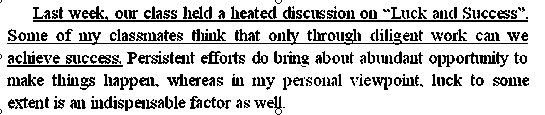 Last week, our class held a heated discussion on “Luck and Success”.
Some of my classmates think that only through diligent work can we
achieve success. Persistent efforts do bring about abundant opportunity to
make things happen, whereas in my personal viewpoint, luck to some
extent is an indispensable factor as well.